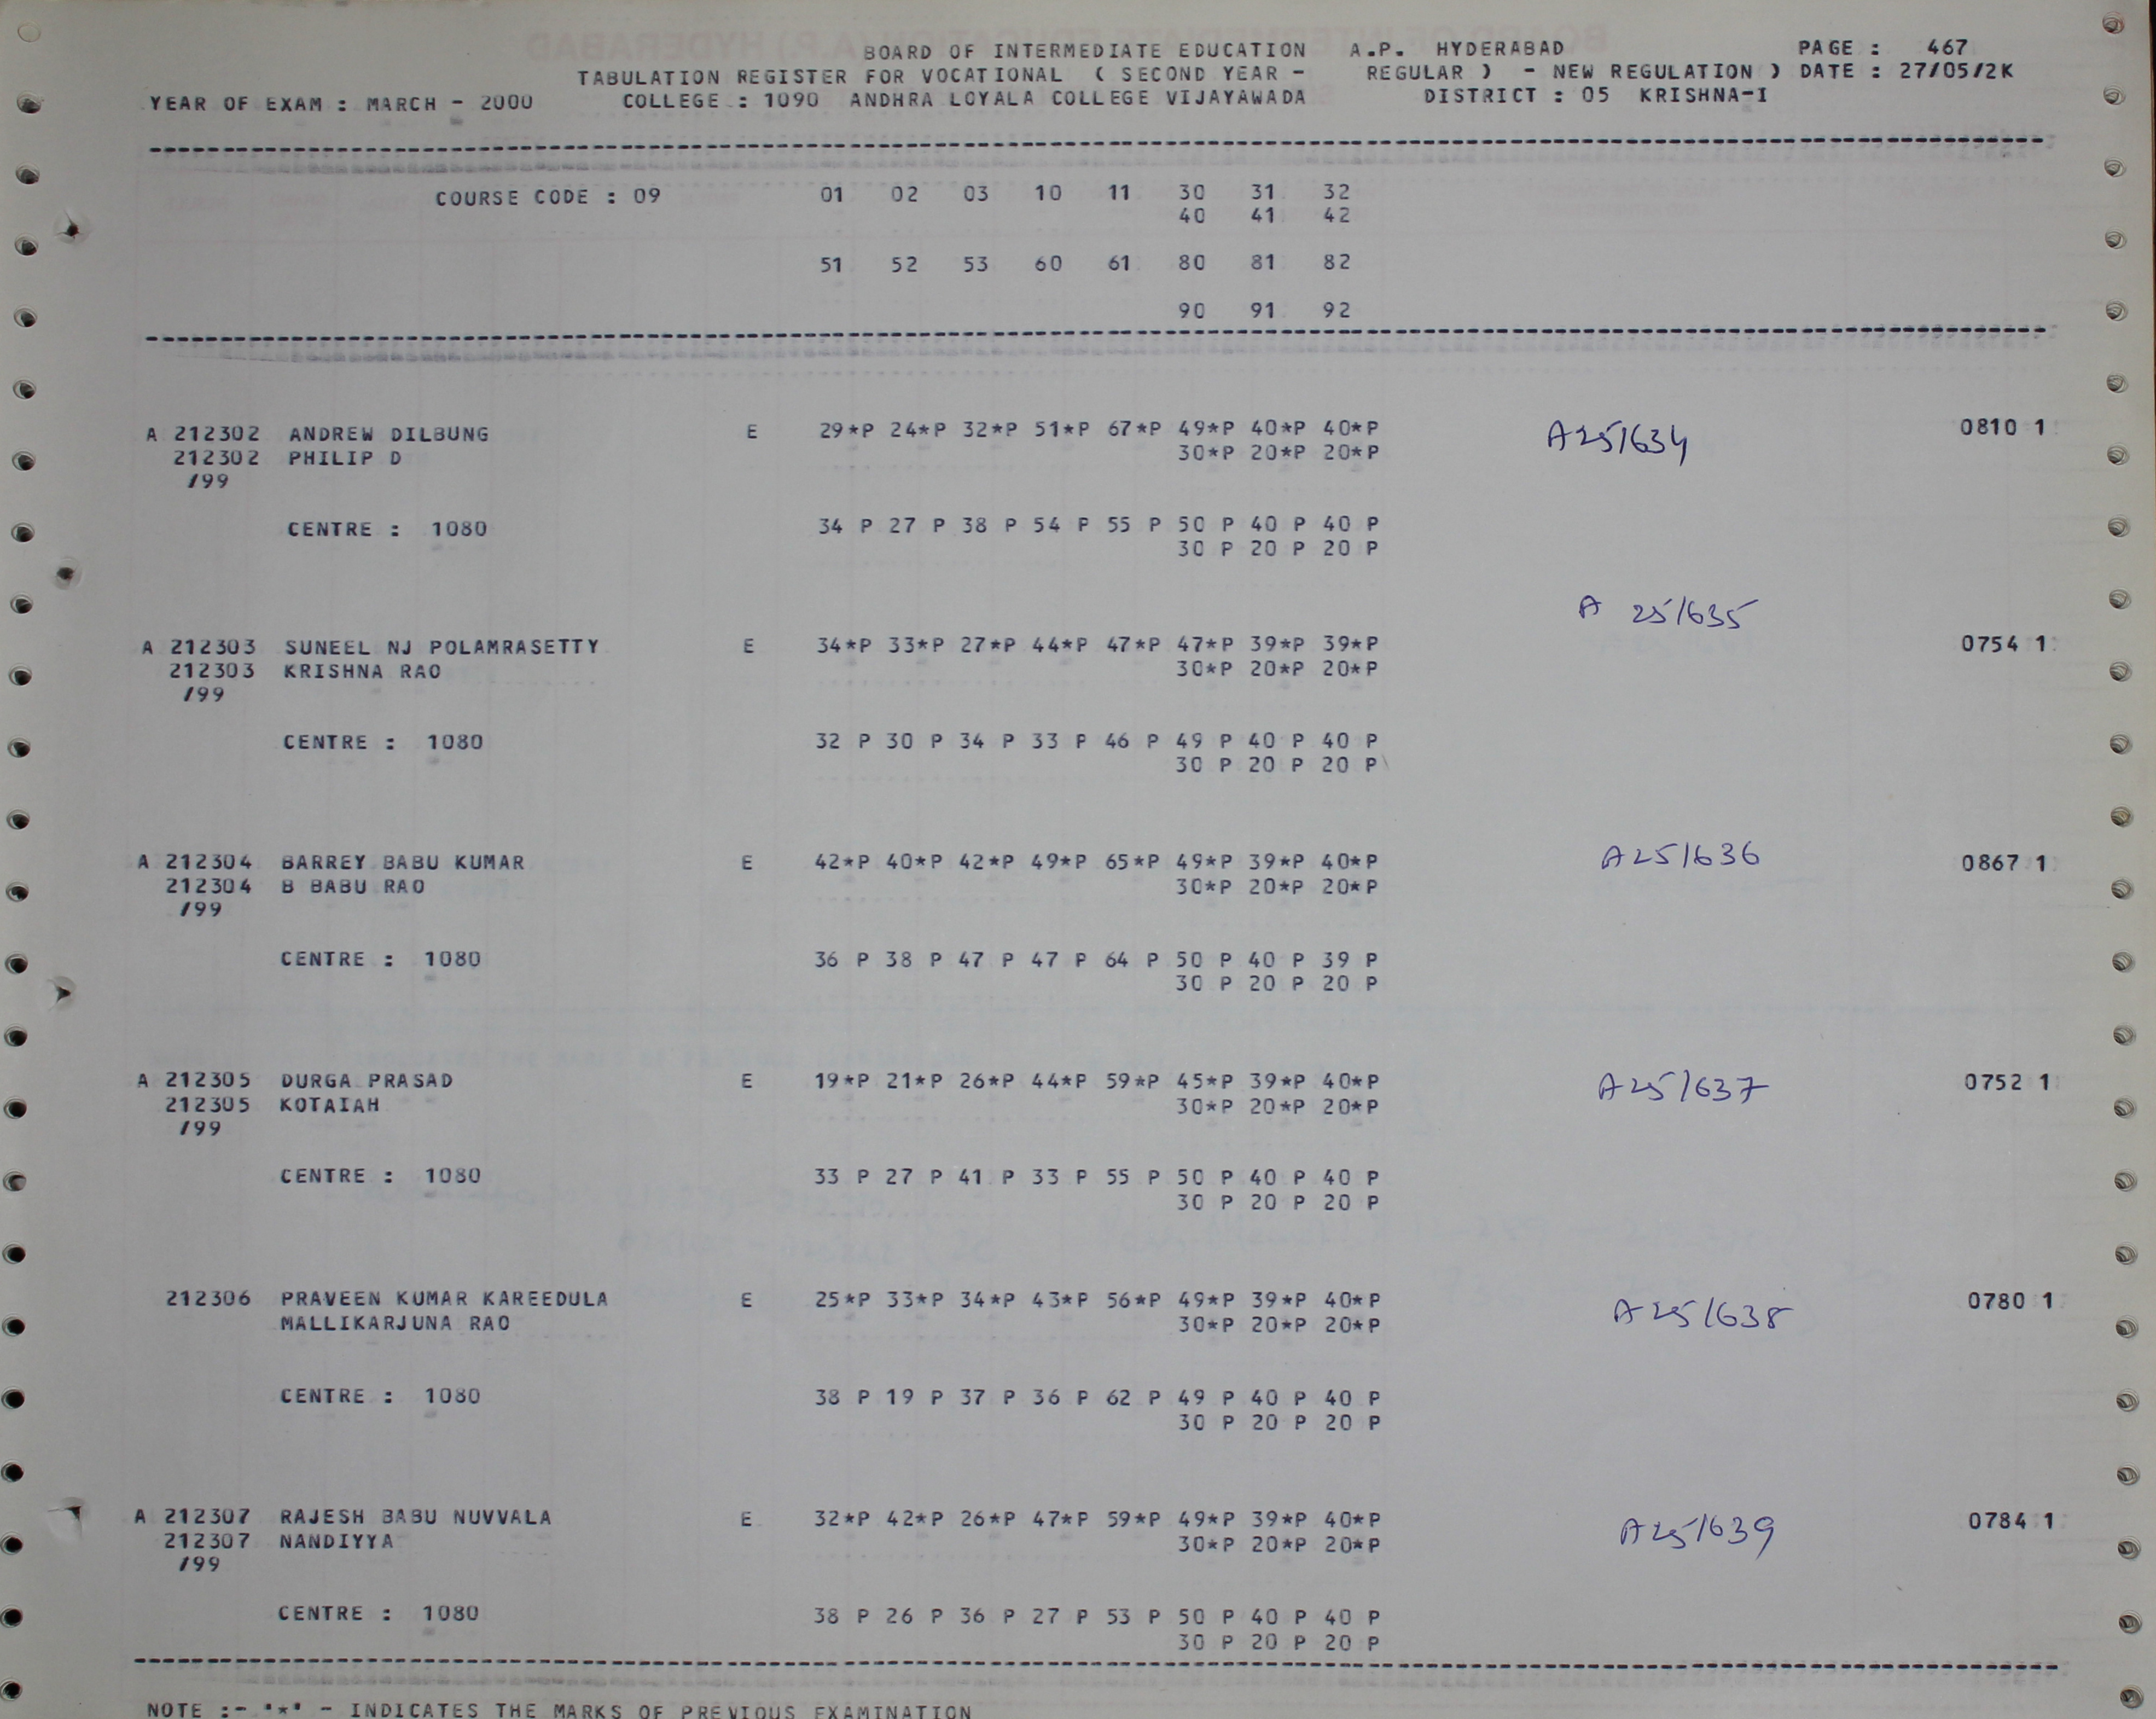 BOARD OF INTERMEDIATE EDUCATION A.P. HYDERABAD PAGE : 467
TABULATION REGISTER FOR VOCATIONAL ( SECOND YEAR - REGULAR ) - NEW REGULATION ) DATE : 27/05/2K
YEAR OF EXAM : MARCH - 2000 COLLEGE : 1090 ANDHRA LOYALA COLLEGE VIJAYAWADA DISTRICT : 05 KRISHNA-I
COURSE CODE : 09 01 02 03 10 11 30 31 32
40 41 42
51 52 53 60 61 80 81 82
90 91 92
A 212302 ANDREW DILBUNG E 29*P 24*P 32*P 51*P 67*P 49*P 40*P 40*P A251634 0810 1
212302 PHILIP D 30*P 20*P 20*P
/99
CENTRE : 1080 34 P 27 P 38 P 54 P 55 P 50 P 40 P 40 P
30 P 20 P 20 P
A 251635
A 212303 SUNEEL NJ POLAMRASETTY E 34*P 33*P 27*P 44*P 47*P 47*P 39*P 39*P 0754 1
212303 KRISHNA RAO 30*P 20*P 20*P
/99
CENTRE : 1080 32 P 30 P 34 P 33 P 46 P 49 P 40 P 40 P
30 P 20 P 20 P
A 212304 BARREY BABU KUMAR E 42*P 40*P 42*P 49*P 65*P 49*P 39*P 40*P A251636 0867 1
212304 B BABU RAO 30*P 20*P 20*P
/99
CENTRE : 1080 36 P 38 P 47 P 47 P 64 P 50 P 40 P 39 P
30 P 20 P 20 P
A 212305 DURGA PRASAD E 19*P 21*P 26*P 44*P 59*P 45*P 39*P 40*P A251637 0752 1
212305 KOTAIAH 30*P 20*P 20*P
/99
CENTRE : 1080 33 P 27 P 41 P 33 P 55 P 50 P 40 P 40 P
30 P 20 P 20 P
212306 PRAVEEN KUMAR KAREEDULA E 25*P 33*P 34*P 43*P 56*P 49*P 39*P 40*P A251638 0780 1
MALLIKARJUNA RAO 30*P 20*P 20*P
CENTRE : 1080 38 P 19 P 37 P 36 P 62 P 49 P 40 P 40 P
30 P 20 P 20 P
A 212307 RAJESH BABU NUVVALA E 32*P 42*P 26*P 47*P 59*P 49*P 39*P 40*P A251639 0784 1
212307 NANDIYYA 30*P 20*P 20*P
/99
CENTRE : 1080 38 P 26 P 36 P 27 P 53 P 50 P 40 P 40 P
30 P 20 P 20 P
NOTE :- '*' - INDICATES THE MARKS OF PREVIOUS EXAMINATION